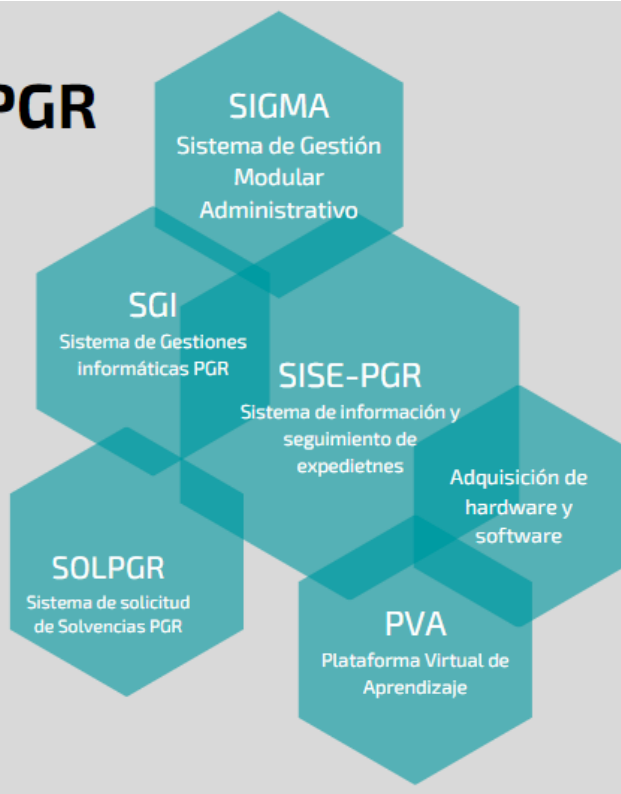 PGR
SIGMA
Sistema de Gestión
Modular
Administrativo
SGI
Sistema de Gestiones
informáticas PGR
SISE-PGR
Sistema de información y
seguimiento de
expedietnes
Adquisición de
hardware y
software
SOLPGR
Sistema de solicitud
de Solvencias PGR
PVA
Plataforma Virtual de
Aprendizaje